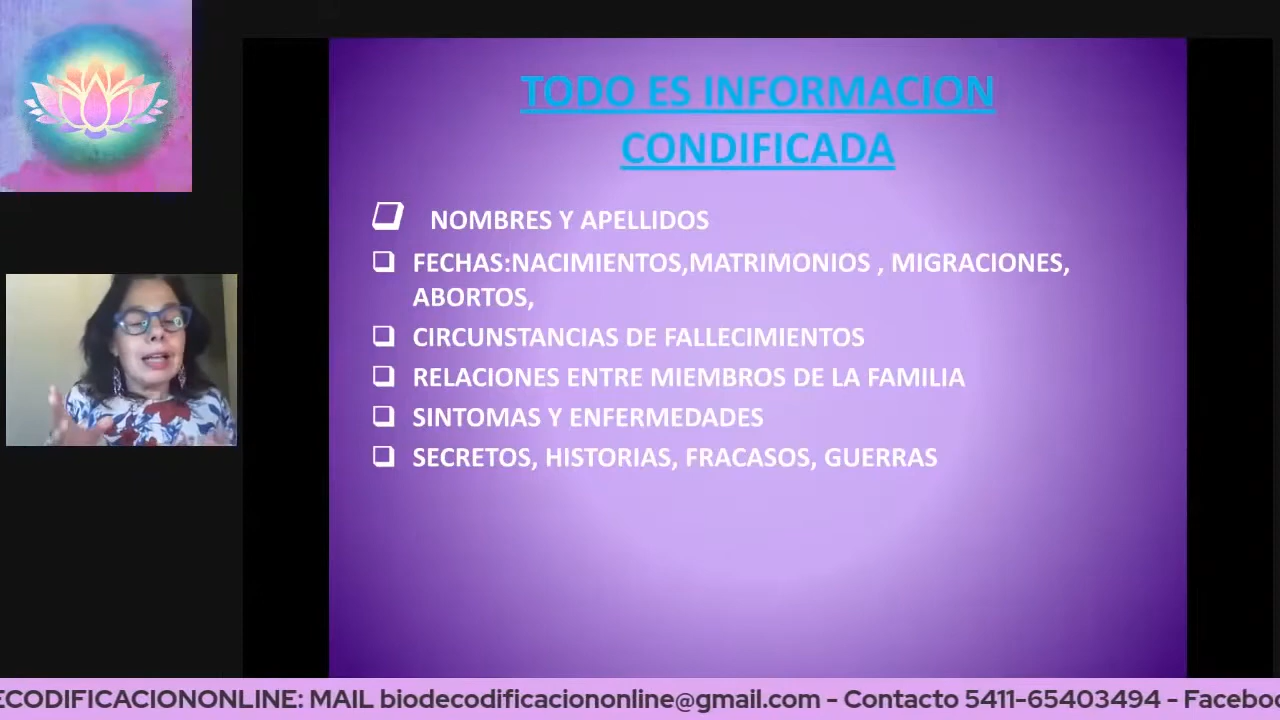 TODO ES INFORMACION
CONDIFICADA
NOMBRES Y APELLIDOS
FECHAS:NACIMIENTOS,MATRIMONIOS , MIGRACIONES,
ABORTOS,
CIRCUNSTANCIAS DE FALLECIMIENTOS
RELACIONES ENTRE MIEMBROS DE LA FAMILIA
SINTOMAS Y ENFERMEDADES
SECRETOS, HISTORIAS, FRACASOS, GUERRAS
ECODIFICACIONONLINE: MAIL biodecodificaciononline@gmail.com - Contacto 5411-65403494 - Facebo